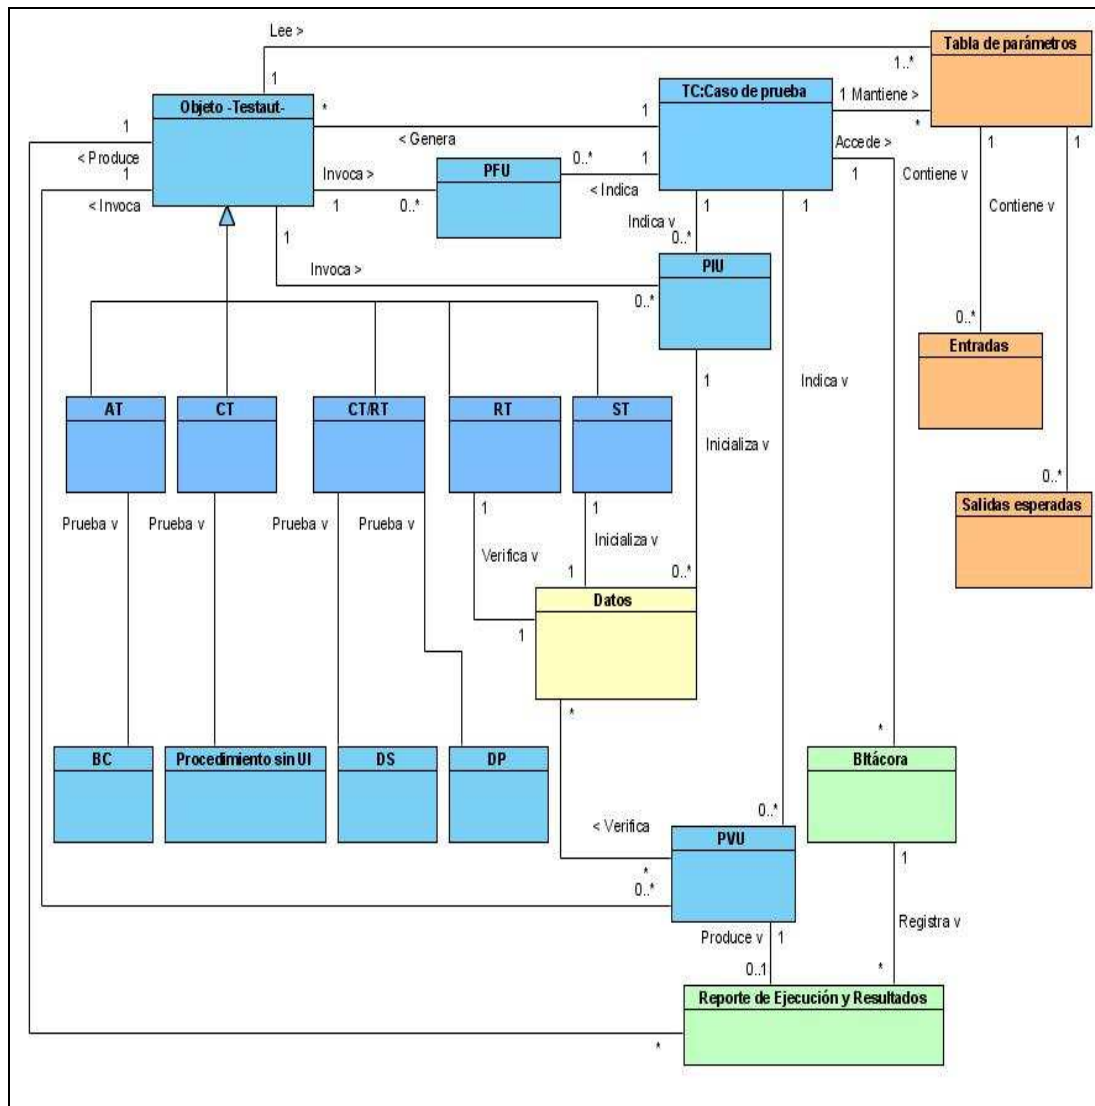 Lee >
1
1..*
Tabla de parámetros
Objeto -Testaut-
TC:Caso de prueba
*
1
1 Mantiene >
*
1
< Genera
Accede >
< Produce
1
0..*
1
1
1
1
Invoca >
PFU
< Indica
Contiene v
< Invoca
1
0..*
1
1
Contiene v
Indica v
1
0..*
PIU
Invoca >
0..*
0..*
Entradas
1
Indica v
AT
CT
CT/RT
RT
ST
Inicializa v
0..*
Salidas esperadas
1
1
Prueba v
Prueba v
Prueba v
Prueba v
Inicializa v
Verifica v
1
0..*
Datos
1
*
*
BC
Procedimiento sin UI
DS
DP
BItácora
0..*
< Verifica
PVU
*
1
0..*
Registra v
Produce v
1
0..1
*
Reporte de Ejecución y Resultados
*